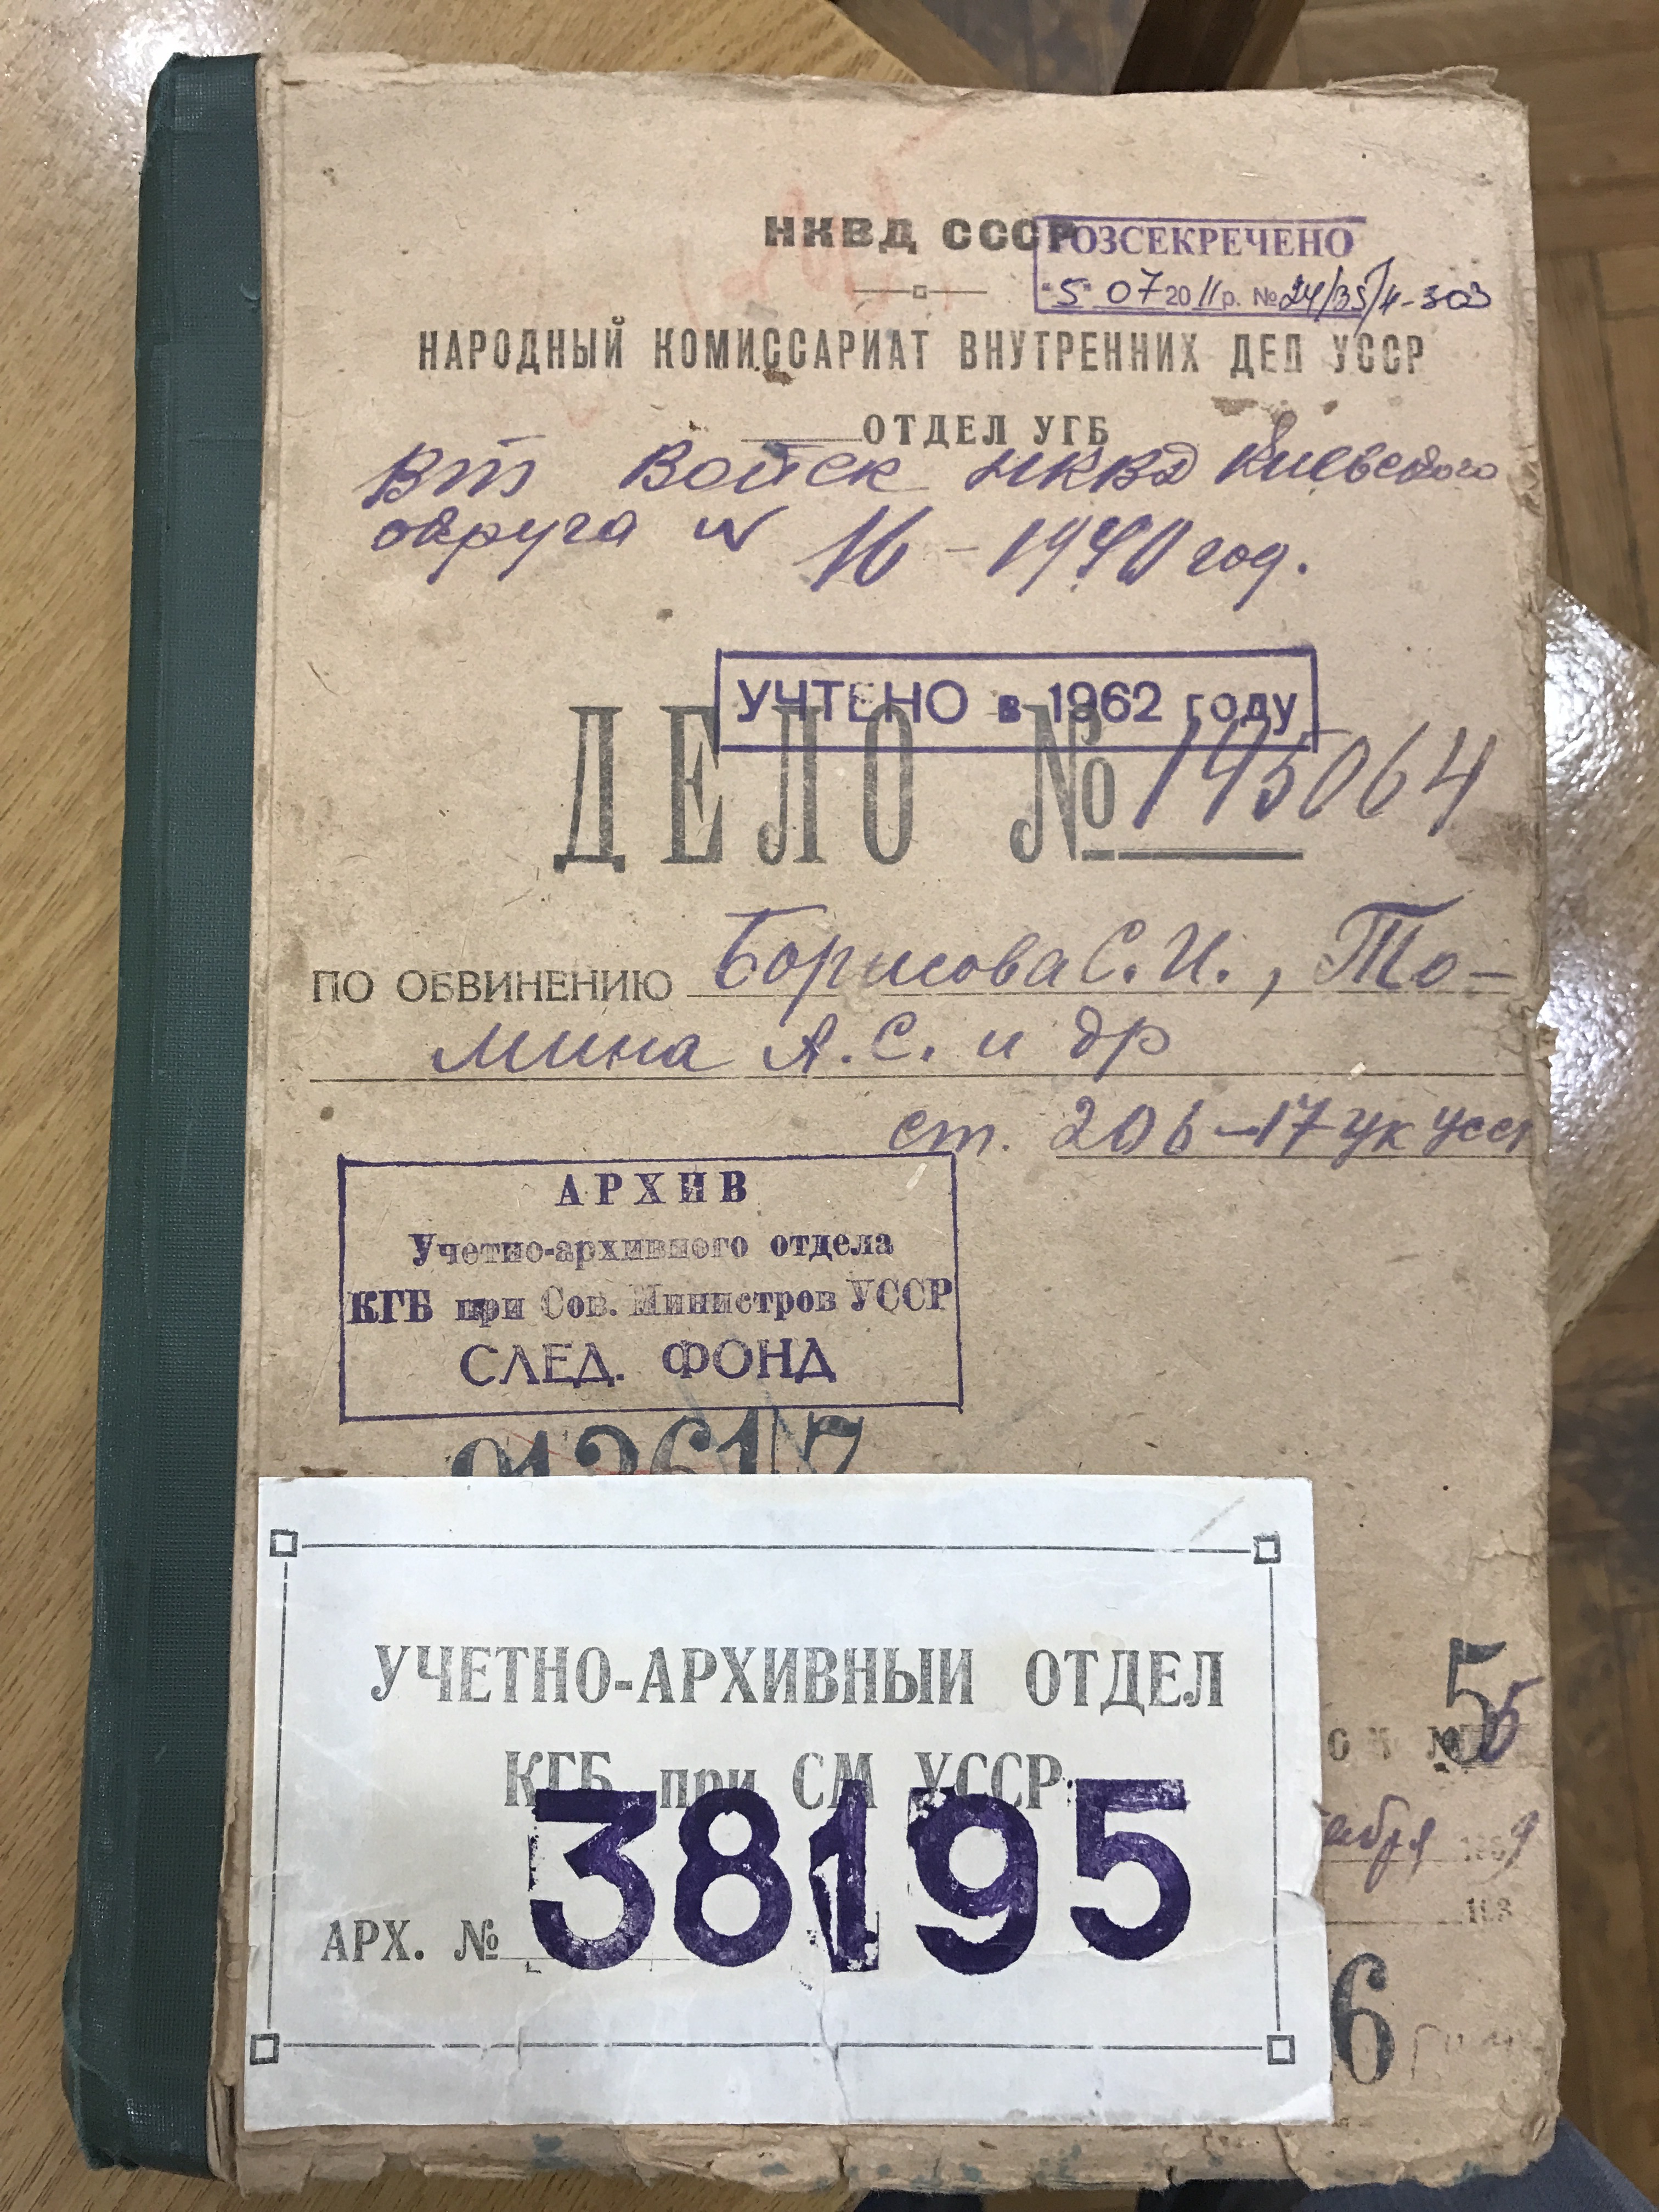 НКВД СССР
РОЗСЕКРЕЧЕНО
"5" 07 2011р. № 24/35/4-303
НАРОДНЫЙ КОМИССАРИАТ ВНУТРЕННИХ ДЕЛ УССР
ОТДЕЛ УГБ
ВТ Войск НКВД Киевского
округа № 16 – 1940 год.
УЧТЕНО в 1962 году
ДЕЛО № 145064
ПО ОБВИНЕНИЮ Борисова С.И., То-
мина А.С. и др
ст. 206-17 УК УССР
АРХИВ
Учетно-архивного отдела
КГБ при Сов. Министров УССР
СЛЕД. ФОНД
012617
УЧЕТНО-АРХИВНЫЙ ОТДЕЛ
КГБ при СМ УССР
АРХ. № 38195
193
6